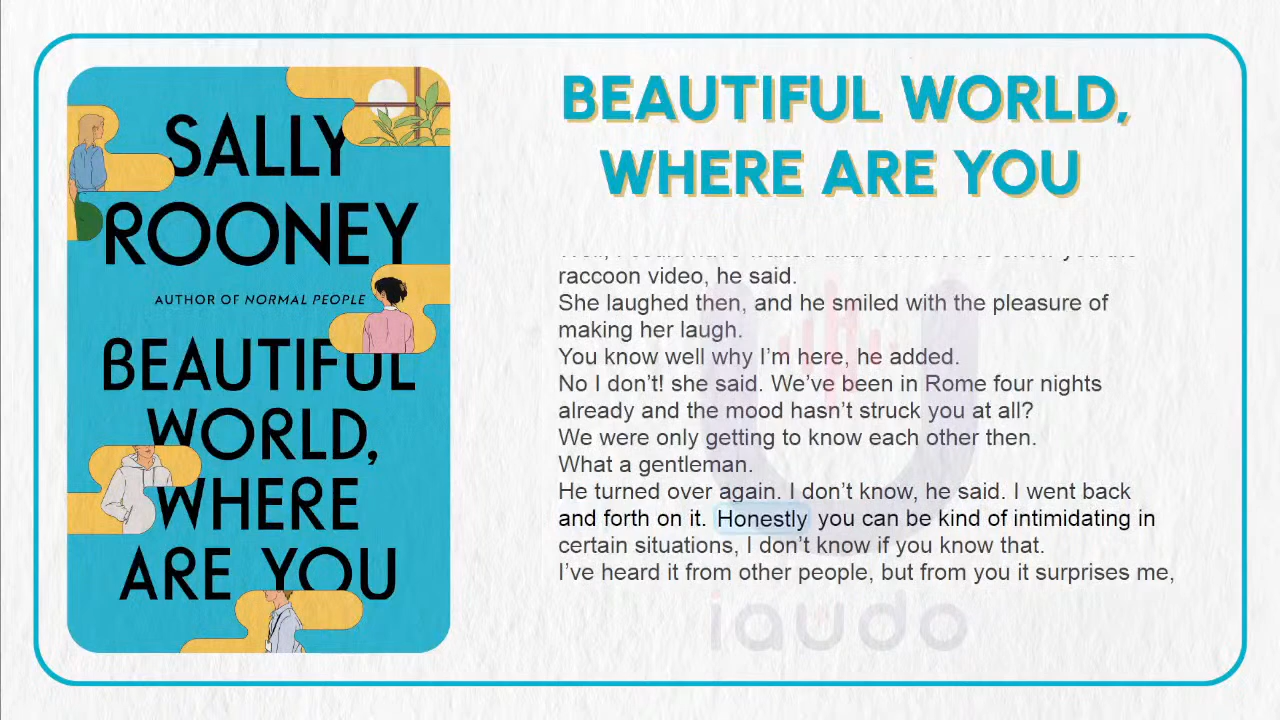 SALLY
ROONEY
AUTHOR OF NORMAL PEOPLE
BEAUTIFUL
WORLD,
WHERE
ARE YOU
BEAUTIFUL WORLD,
WHERE ARE YOU
raccoon video, he said.
She laughed then, and he smiled with the pleasure of
making her laugh.
You know well why I’m here, he added.
No I don’t! she said. We’ve been in Rome four nights
already and the mood hasn’t struck you at all?
We were only getting to know each other then.
What a gentleman.
He turned over again. I don’t know, he said. I went back
and forth on it. Honestly you can be kind of intimidating in
certain situations, I don’t know if you know that.
I’ve heard it from other people, but from you it surprises me,
iaudo